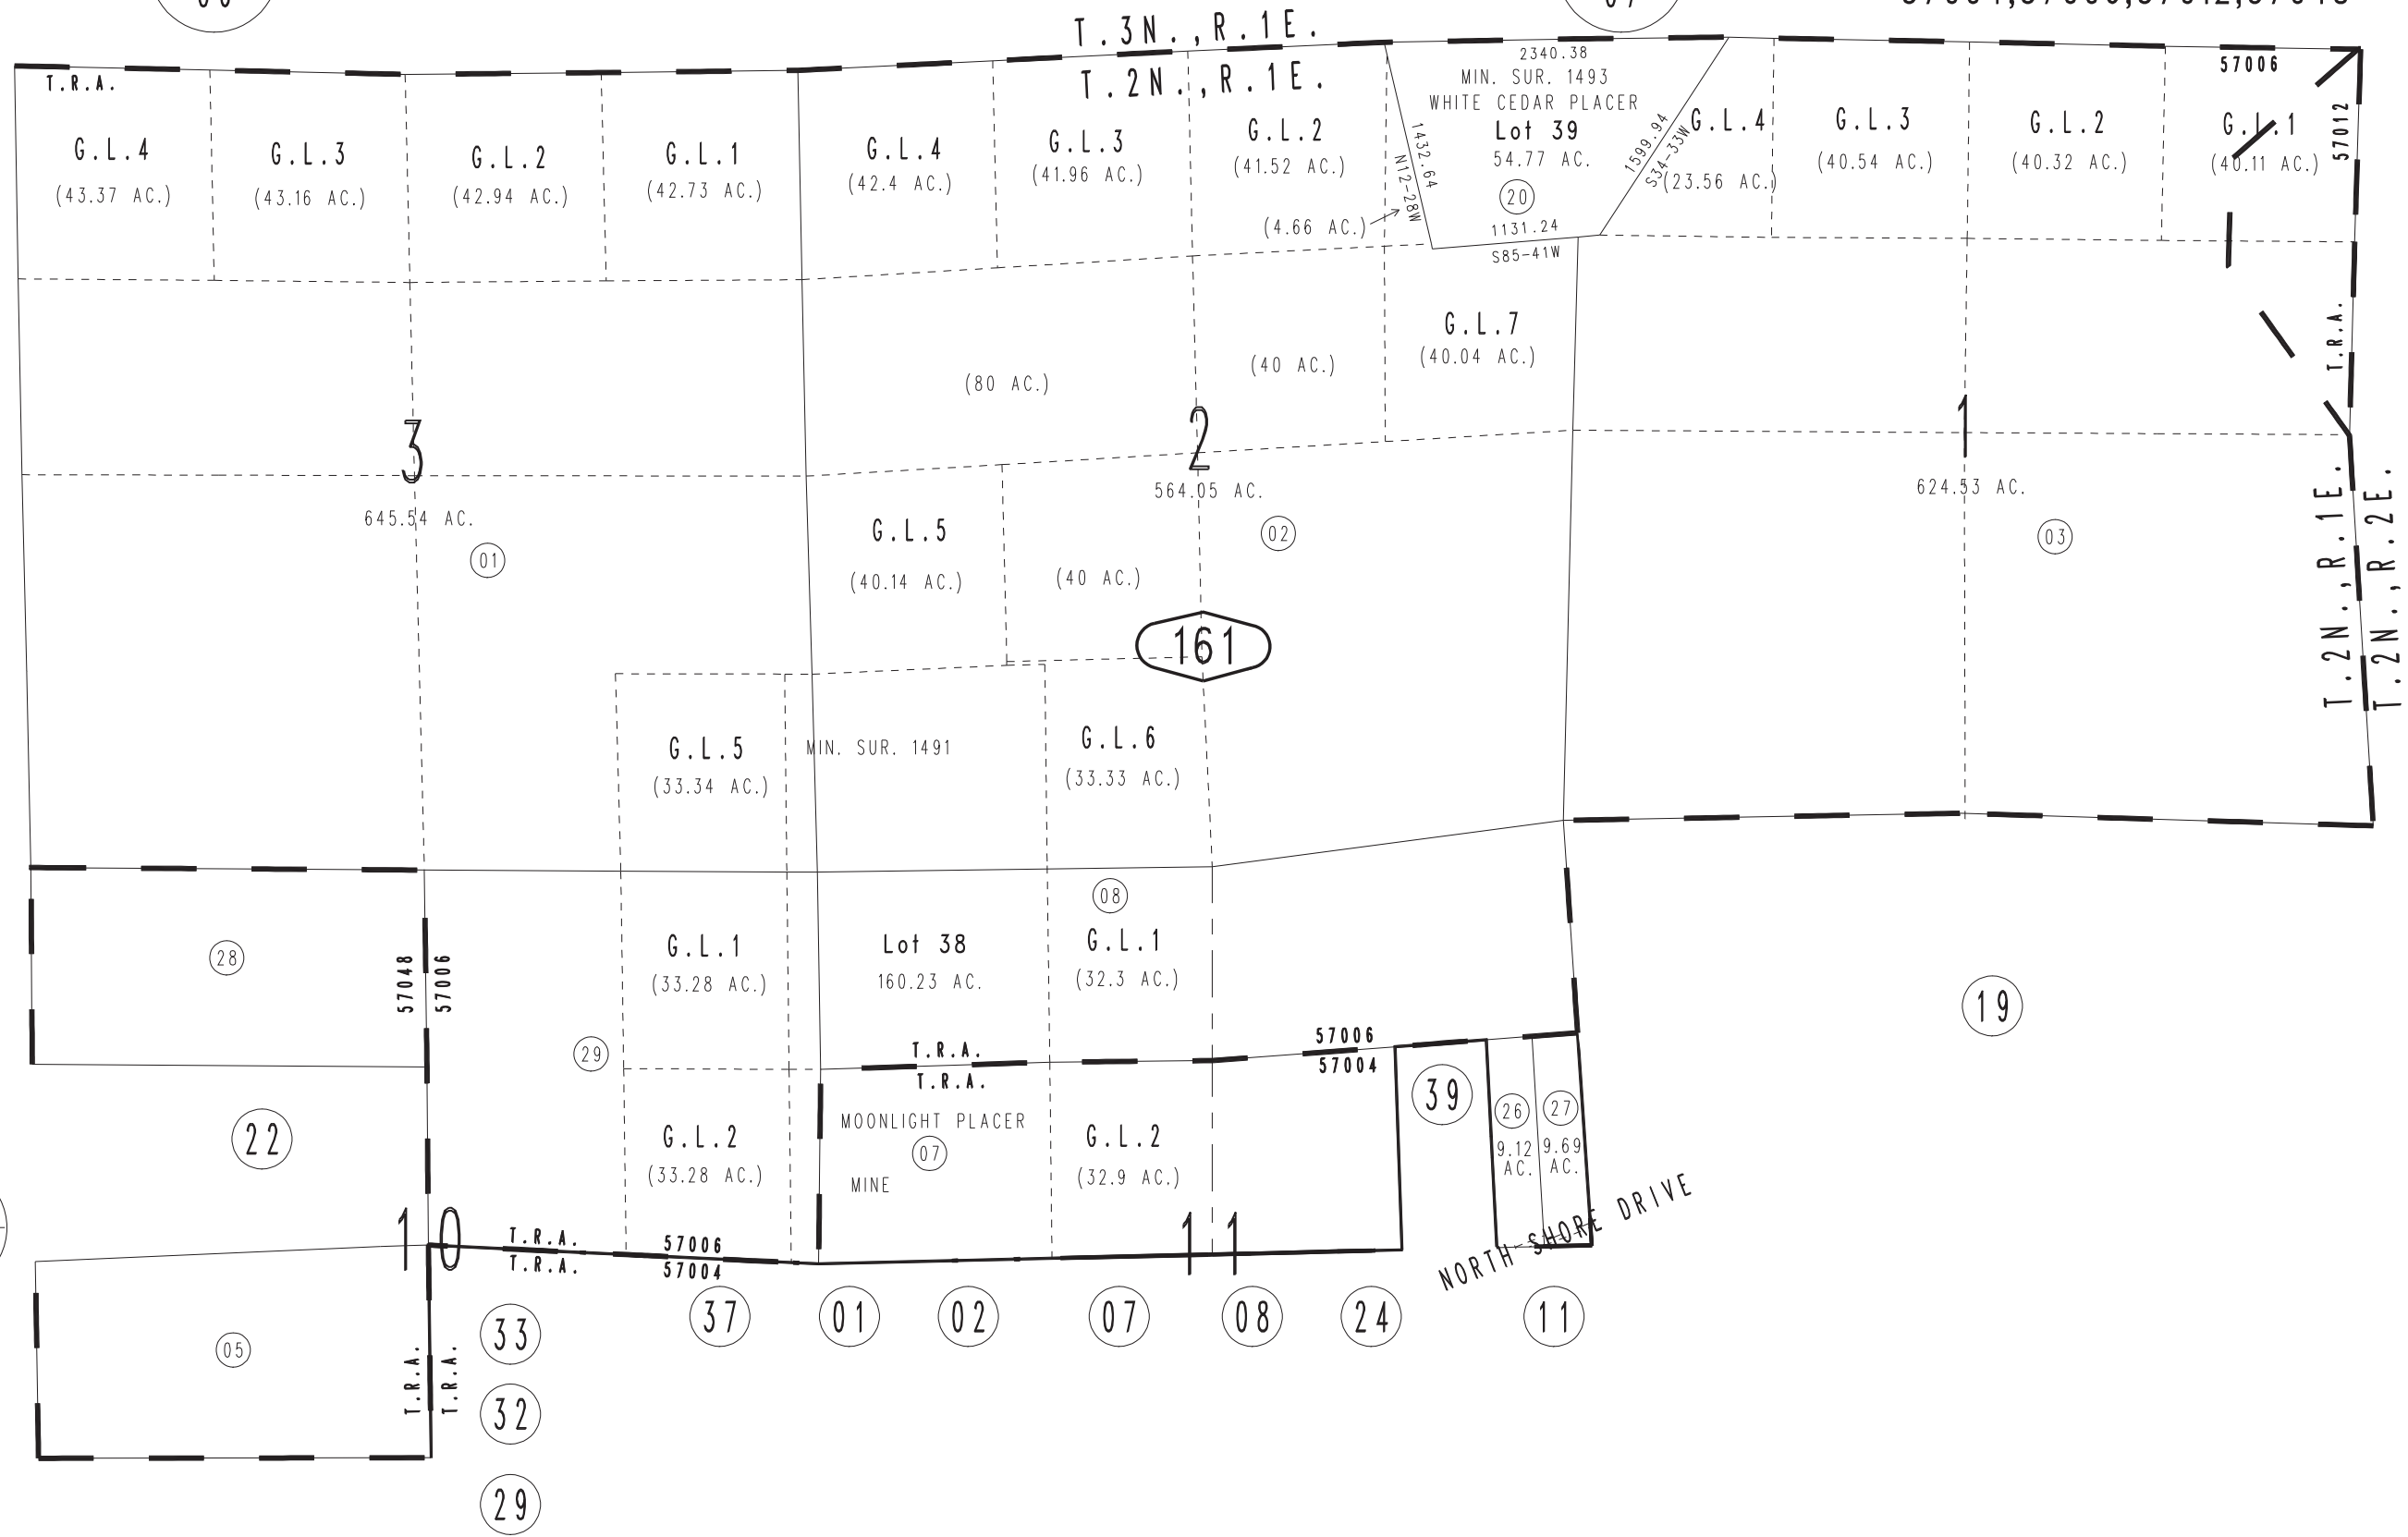 T.3N.,R.1E.
T.2N.,R.1E.
T.R.A.
2340.38
MIN. SUR. 1493
WHITE CEDAR PLACER
Lot 39
54.77 AC.
20
1131.24
S85-41W
1432.64
N12-28W
1599.94
S34-33W
57006
57012
G.L.4
(43.37 AC.)
G.L.3
(43.16 AC.)
G.L.2
(42.94 AC.)
G.L.1
(42.73 AC.)
G.L.4
(42.4 AC.)
G.L.3
(41.96 AC.)
G.L.2
(41.52 AC.)
(4.66 AC.)
G.L.4
(23.56 AC.)
G.L.3
(40.54 AC.)
G.L.2
(40.32 AC.)
G.L.1
(40.11 AC.)
T.R.A.
G.L.7
(40.04 AC.)
(80 AC.)
(40 AC.)
3
645.54 AC.
01
2
564.05 AC.
02
1
624.53 AC.
03
T.2N.,R.1E.
T.2N.,R.2E.
G.L.5
(40.14 AC.)
(40 AC.)
161
G.L.5
(33.34 AC.)
MIN. SUR. 1491
G.L.6
(33.33 AC.)
08
28
57048
57006
G.L.1
(33.28 AC.)
Lot 38
160.23 AC.
G.L.1
(32.3 AC.)
19
29
T.R.A.
T.R.A.
57006
57004
22
G.L.2
(33.28 AC.)
MOONLIGHT PLACER
07
MINE
G.L.2
(32.9 AC.)
39
26
9.12
AC.
27
9.69
AC.
NORTH SHORE DRIVE
10
T.R.A.
T.R.A.
57006
57004
11
05
T.R.A.
T.R.A.
33
37
01
02
07
08
24
11
32
29